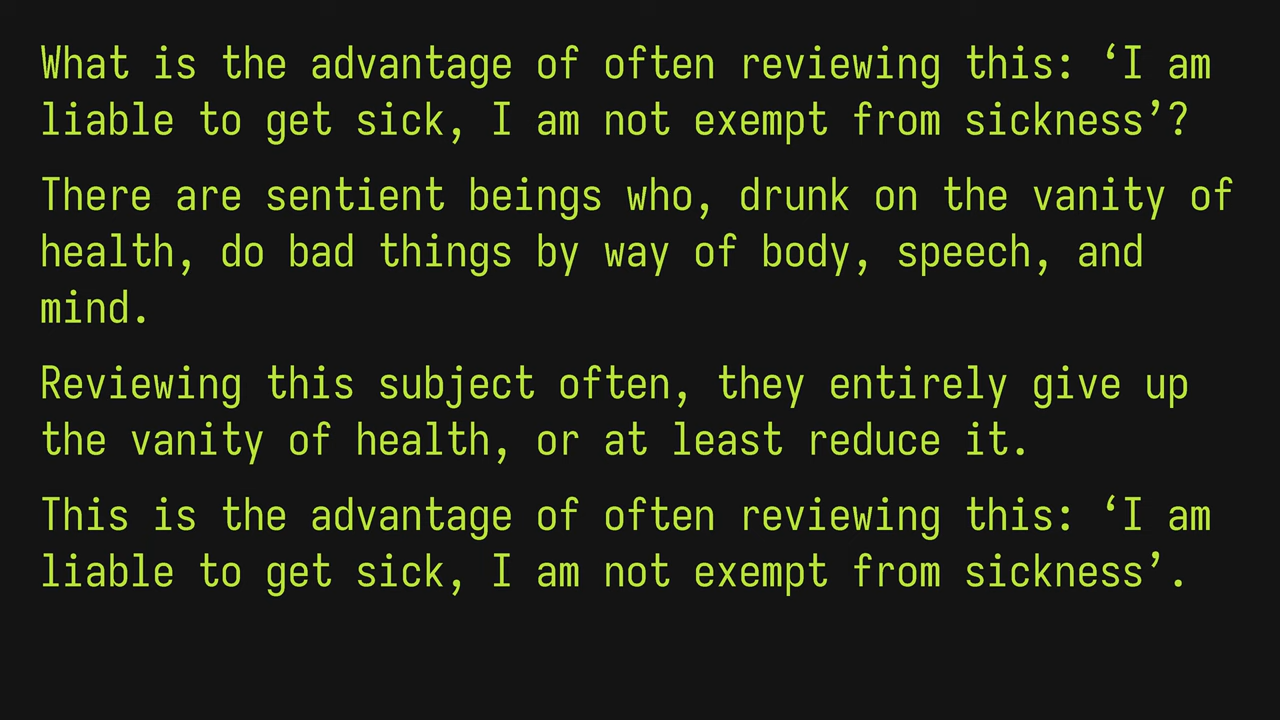 What is the advantage of often reviewing this: ‘I am
liable to get sick, I am not exempt from sickness’?
There are sentient beings who, drunk on the vanity of
health, do bad things by way of body, speech, and
mind.
Reviewing this subject often, they entirely give up
the vanity of health, or at least reduce it.
This is the advantage of often reviewing this: ‘I am
liable to get sick, I am not exempt from sickness’.